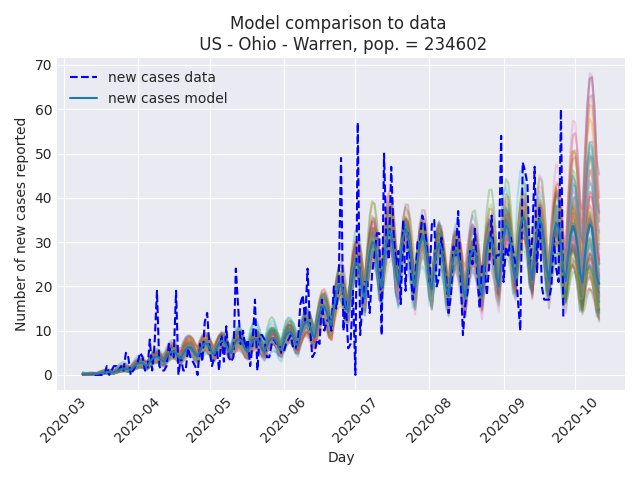 Model comparison to data
US - Ohio - Warren, pop. = 234602
new cases data
new cases model
Number of new cases reported
70
60
50
40
30
20
10
0
2020-03
2020-04
2020-05
2020-06
2020-07
2020-08
2020-09
2020-10
Day